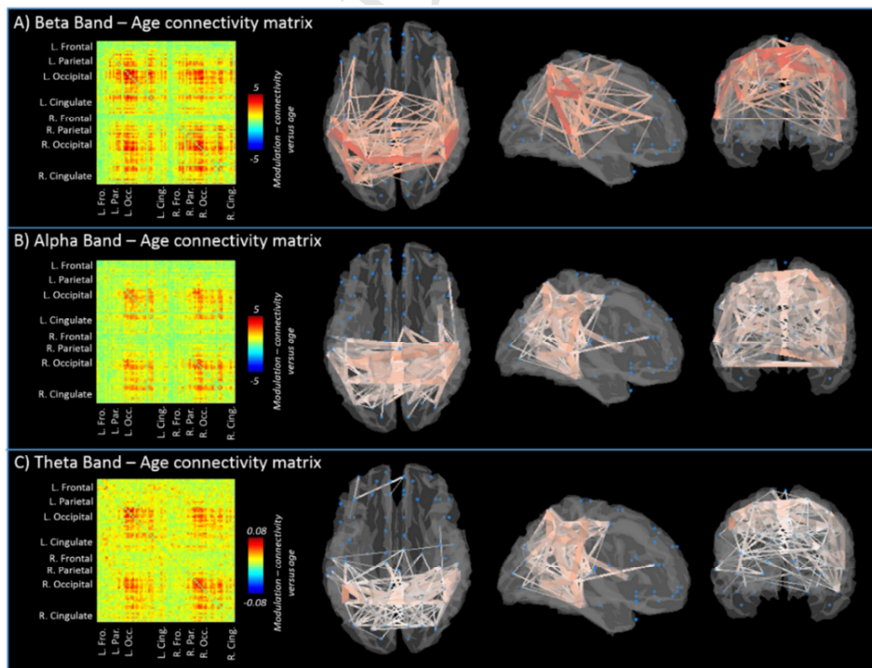 A) Beta Band – Age connectivity matrix
L. Frontal
L. Parietal
L. Occipital
L. Cingulate
R. Frontal
R. Parietal
R. Occipital
R. Cingulate
L. Fro.
L. Par.
L. Occ.
L. Cing.
R. Fro.
R. Par.
R. Occ.
R. Cing.
5
-5
Modulation – connectivity
versus age
B) Alpha Band – Age connectivity matrix
L. Frontal
L. Parietal
L. Occipital
L. Cingulate
R. Frontal
R. Parietal
R. Occipital
R. Cingulate
L. Fro.
L. Par.
L. Occ.
L. Cing.
R. Fro.
R. Par.
R. Occ.
R. Cing.
5
-5
Modulation – connectivity
versus age
C) Theta Band – Age connectivity matrix
L. Frontal
L. Parietal
L. Occipital
L. Cingulate
R. Frontal
R. Parietal
R. Occipital
R. Cingulate
L. Fro.
L. Par.
L. Occ.
L. Cing.
R. Fro.
R. Par.
R. Occ.
R. Cing.
0.08
-0.08
Modulation – connectivity
versus age